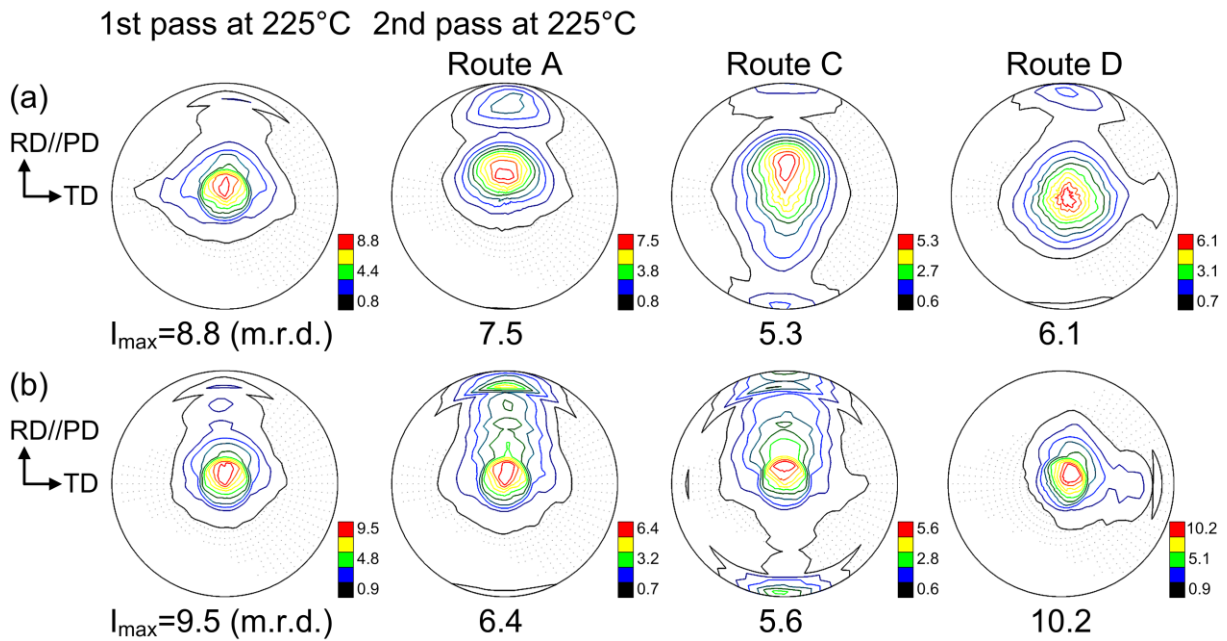 1st pass at 225°C 2nd pass at 225°C
Route A Route C Route D
(a)
RD//PD
TD
8.8
4.4
0.8
7.5
3.8
0.8
5.3
2.7
0.6
6.1
3.1
0.7
Imax=8.8 (m.r.d.) 7.5 5.3 6.1
(b)
RD//PD
TD
9.5
4.8
0.9
6.4
3.2
0.7
5.6
2.8
0.6
10.2
5.1
0.9
Imax=9.5 (m.r.d.) 6.4 5.6 10.2